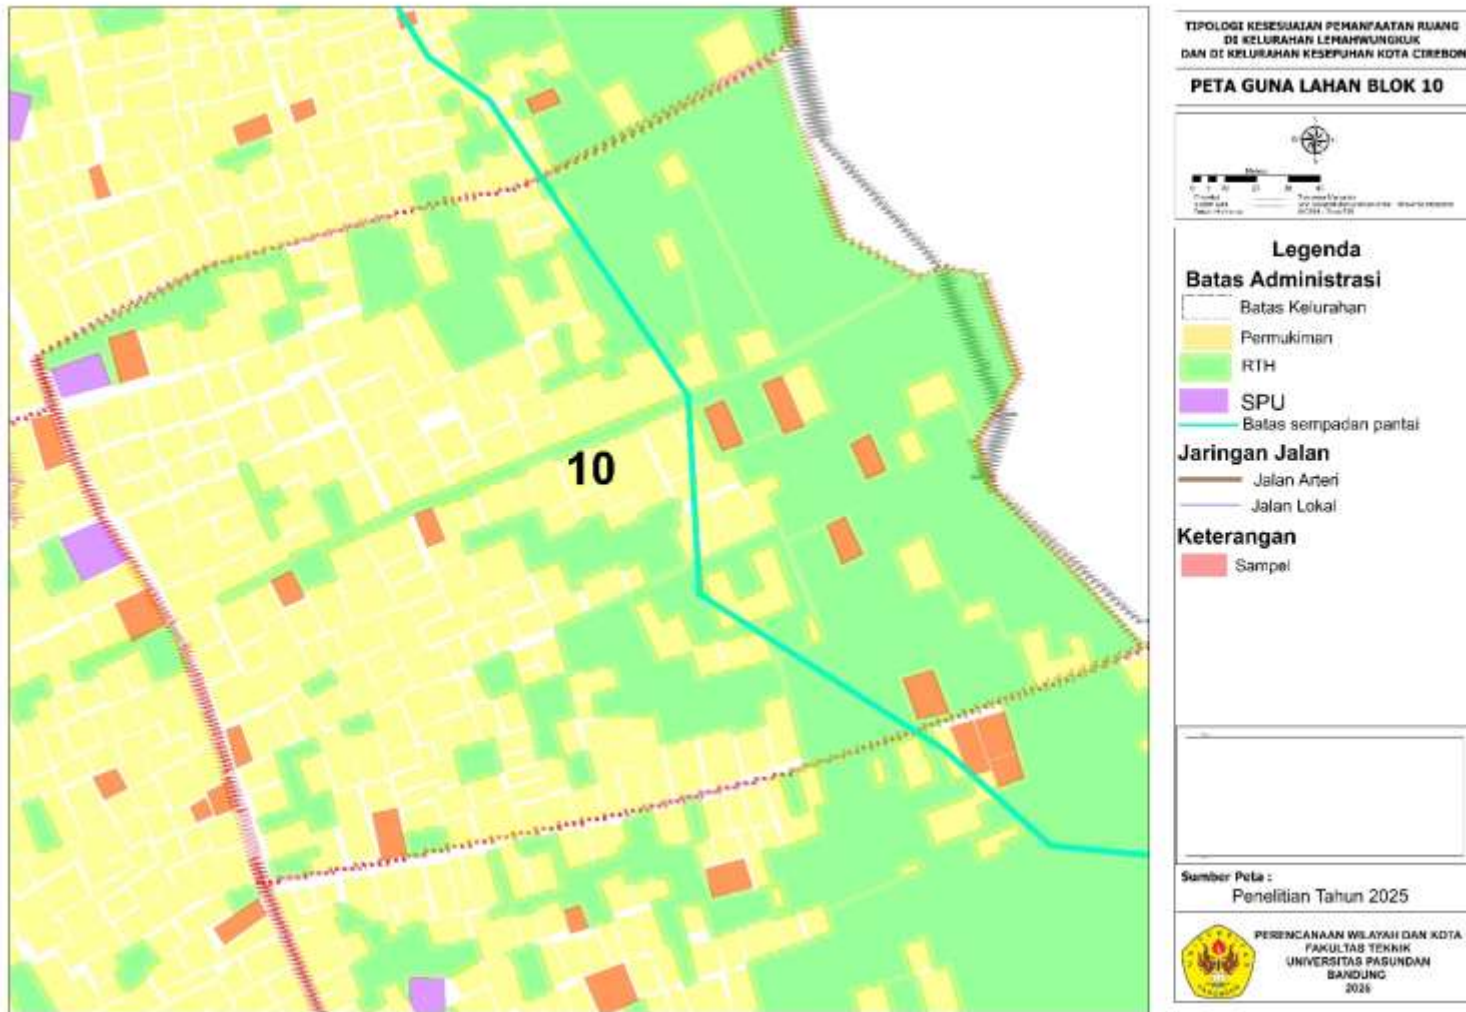 TIPOLOGI KESESUAIAN PEMANFAATAN RUANG
DI KELURAHAN LEMAHWUNGKUK
DAN DI KELURAHAN KESEPUHAN KOTA CIREBON
PETA GUNA LAHAN BLOK 10
Legenda
Batas Administrasi
Batas Kelurahan
Permukiman
RTH
SPU
Batas sempadan pantai
Jaringan Jalan
Jalan Arteri
Jalan Lokal
Keterangan
Sampel
10
Sumber Peta :
Penelitian Tahun 2025
PERENCANAAN WILAYAH DAN KOTA
FAKULTAS TEKNIK
UNIVERSITAS PASUNDAN
BANDUNG